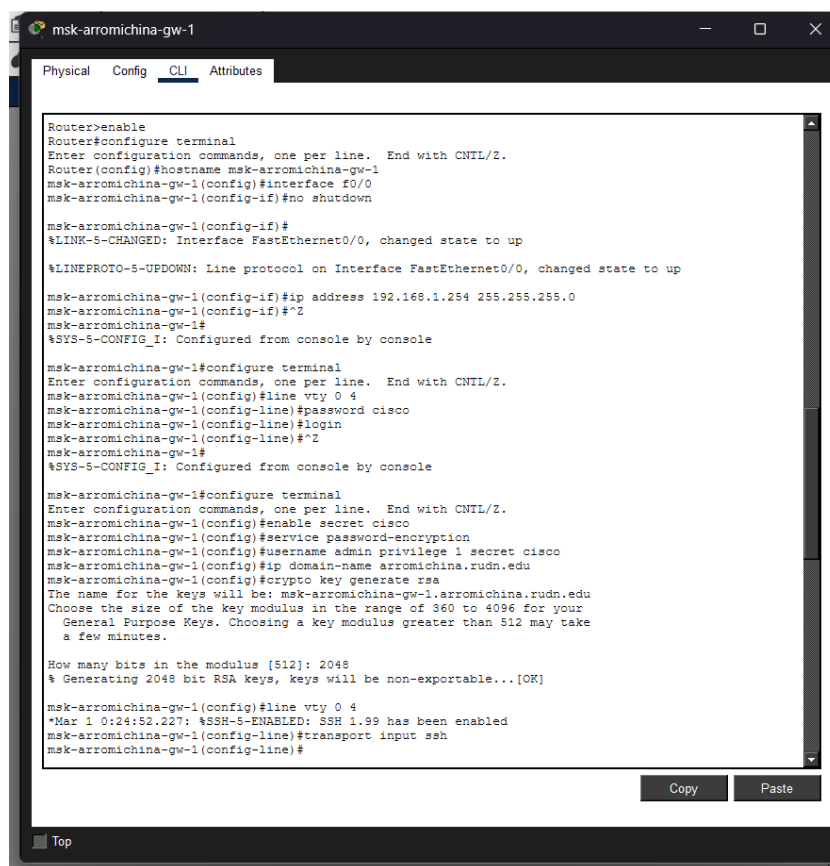 msk-arromichina-gw-1
Physical Config CLI Attributes
Router>enable
Router#configure terminal
Enter configuration commands, one per line. End with CNTL/Z.
Router(config)#hostname msk-arromichina-gw-1
msk-arromichina-gw-1(config)#interface f0/0
msk-arromichina-gw-1(config-if)#no shutdown
msk-arromichina-gw-1(config-if)#
%LINK-5-CHANGED: Interface FastEthernet0/0, changed state to up
%LINEPROTO-5-UPDOWN: Line protocol on Interface FastEthernet0/0, changed state to up
msk-arromichina-gw-1(config-if)#ip address 192.168.1.254 255.255.255.0
msk-arromichina-gw-1(config-if)#^Z
msk-arromichina-gw-1#
%SYS-5-CONFIG_I: Configured from console by console
msk-arromichina-gw-1#configure terminal
Enter configuration commands, one per line. End with CNTL/Z.
msk-arromichina-gw-1(config)#line vty 0 4
msk-arromichina-gw-1(config-line)#password cisco
msk-arromichina-gw-1(config-line)#login
msk-arromichina-gw-1(config-line)#^Z
msk-arromichina-gw-1#
%SYS-5-CONFIG_I: Configured from console by console
msk-arromichina-gw-1#configure terminal
Enter configuration commands, one per line. End with CNTL/Z.
msk-arromichina-gw-1(config)#enable secret cisco
msk-arromichina-gw-1(config)#service password-encryption
msk-arromichina-gw-1(config)#username admin privilege 1 secret cisco
msk-arromichina-gw-1(config)#ip domain-name arromichina.rudn.edu
msk-arromichina-gw-1(config)#crypto key generate rsa
The name for the keys will be: msk-arromichina-gw-1.arromichina.rudn.edu
Choose the size of the key modulus in the range of 360 to 4096 for your
General Purpose Keys. Choosing a key modulus greater than 512 may take
a few minutes.
How many bits in the modulus [512]: 2048
% Generating 2048 bit RSA keys, keys will be non-exportable...[OK]
msk-arromichina-gw-1(config)#line vty 0 4
*Mar 1 0:24:52.227: %SSH-5-ENABLED: SSH 1.99 has been enabled
msk-arromichina-gw-1(config-line)#transport input ssh
msk-arromichina-gw-1(config-line)#
Copy Paste
Top